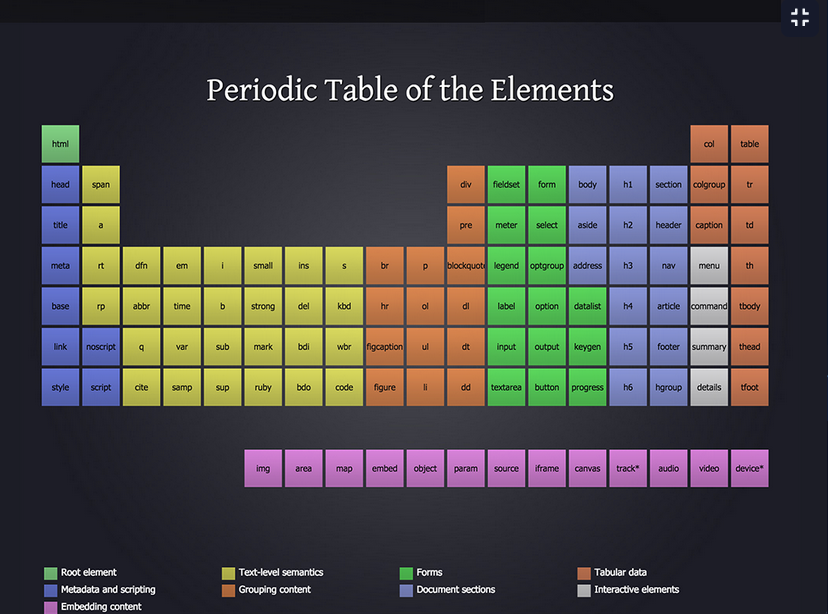 Periodic Table of the Elements
html col table
head span div fieldset form body h1 section colgroup tr
title a pre meter select aside h2 header caption td
meta rt dfn em i small ins s br p blockquote legend optgroup address h3 nav menu th
base rp abbr time b strong del kbd hr ol dl label option datalist h4 article command tbody
link noscript q var sub mark bdi wbr figcaption ul dt input output keygen h5 footer summary thead
style script cite samp sup ruby bdo code figure li dd textarea button progress h6 hgroup details tfoot
img area map embed object param source iframe canvas track* audio video device*
Root element Text-level semantics Forms Tabular data
Metadata and scripting Grouping content Document sections Interactive elements
Embedding content